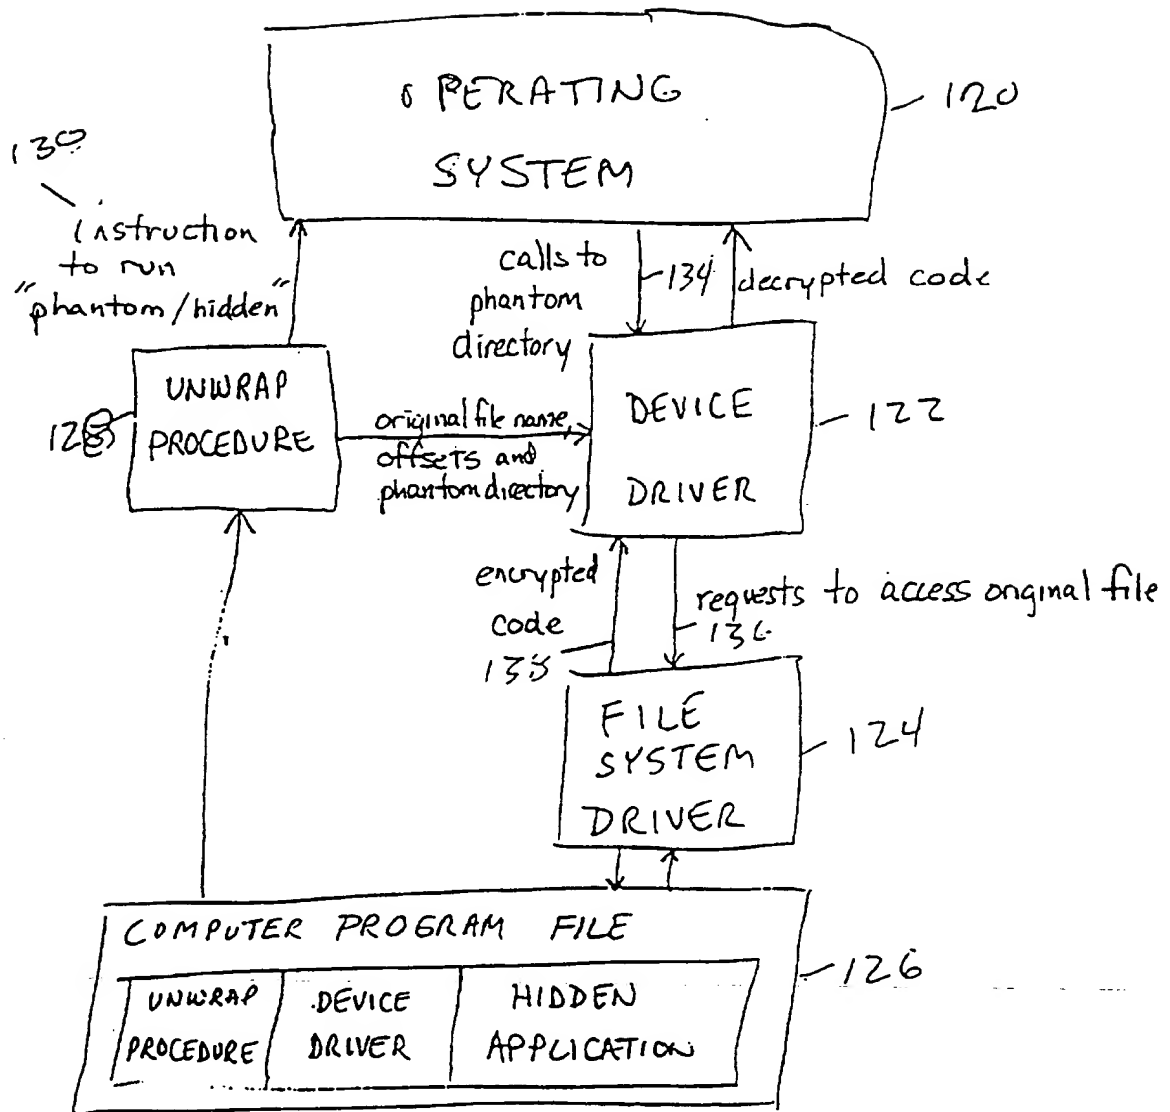 OPERATING
SYSTEM
120
130
instruction
to run
"phantom/hidden"
calls to
phantom
directory
134
decrypted code
UNWRAP
PROCEDURE
128
original file name,
offsets and
phantom directory
DEVICE
DRIVER
122
encrypted
code
138
requests to access original file
136
FILE
SYSTEM
DRIVER
124
COMPUTER PROGRAM FILE
126
UNWRAP
PROCEDURE
DEVICE
DRIVER
HIDDEN
APPLICATION